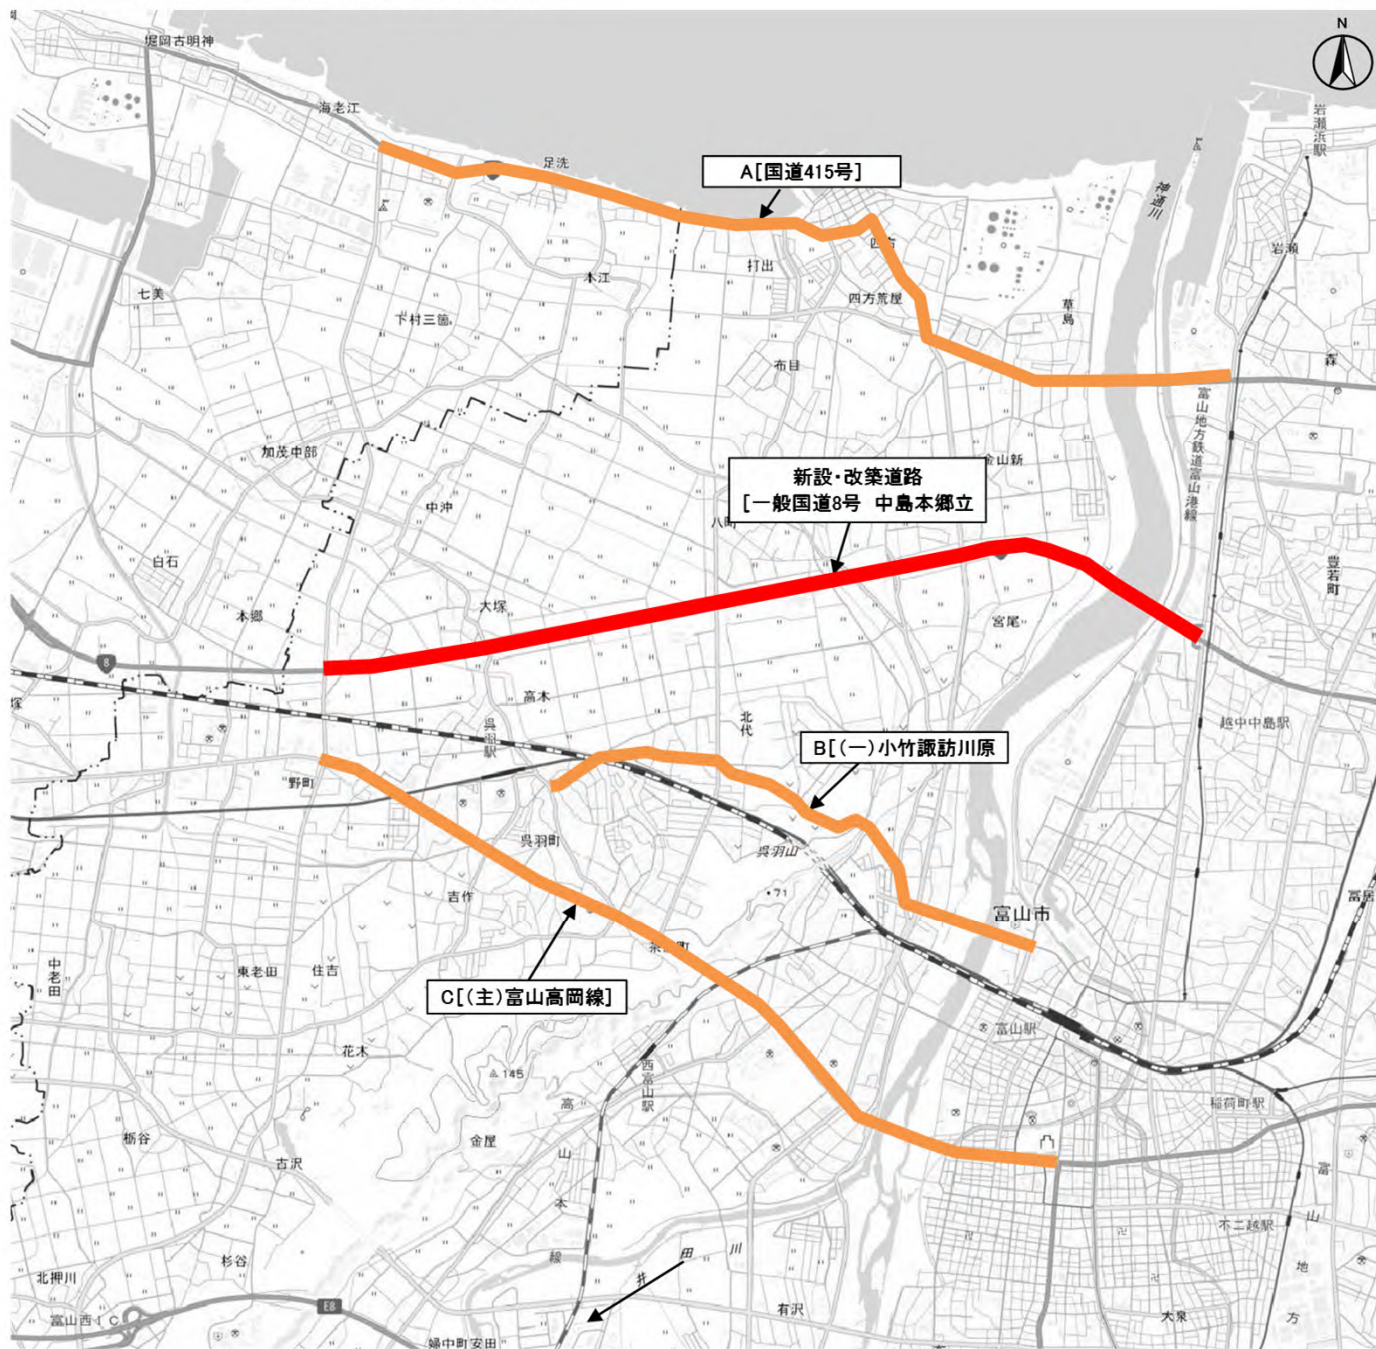 N
堀岡古明神
海老江
岩瀬浜駅
足洗
A[国道415号]
神通川
四方
岩瀬
打出
本江
七美
四方荒屋
草島
下村三箇
森
布目
富山地方鉄道富山港線
加茂中部
金山新
新設・改築道路
[一般国道8号 中島本郷立
中沖
八町
白石
豊若町
大塚
本郷
宮尾
8
高木
塚
北代
越中中島駅
呉羽駅
B[(一)小竹諏訪川原
野町
呉羽町
呉羽山
71
吉作
富居
富山市
茶屋町
中老田
東老田
住吉
C[(主)富山高岡線]
富山駅
花木
西富山駅
145
稲荷町駅
高山本線
栃谷
金屋
古沢
不二越駅
杉谷
井田川
北押川
E8
富山地方
有沢
大泉
富山西IC
婦中町安田